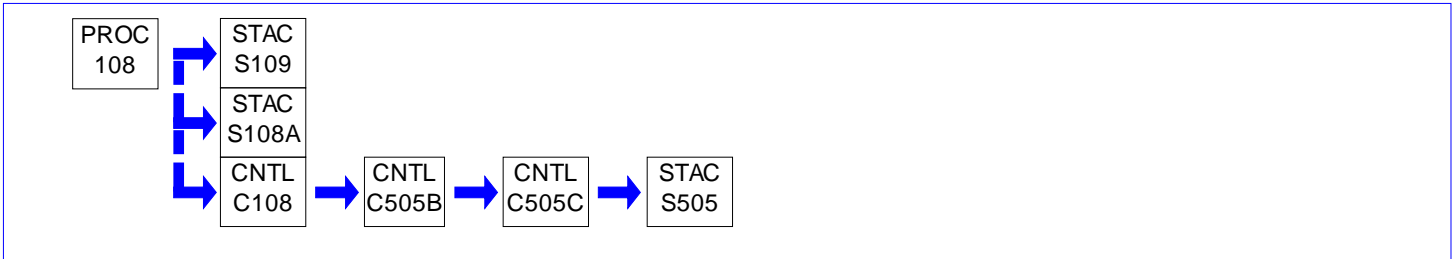 PROC
108
STAC
S109
STAC
S108A
CNTL
C108
CNTL
C505B
CNTL
C505C
STAC
S505